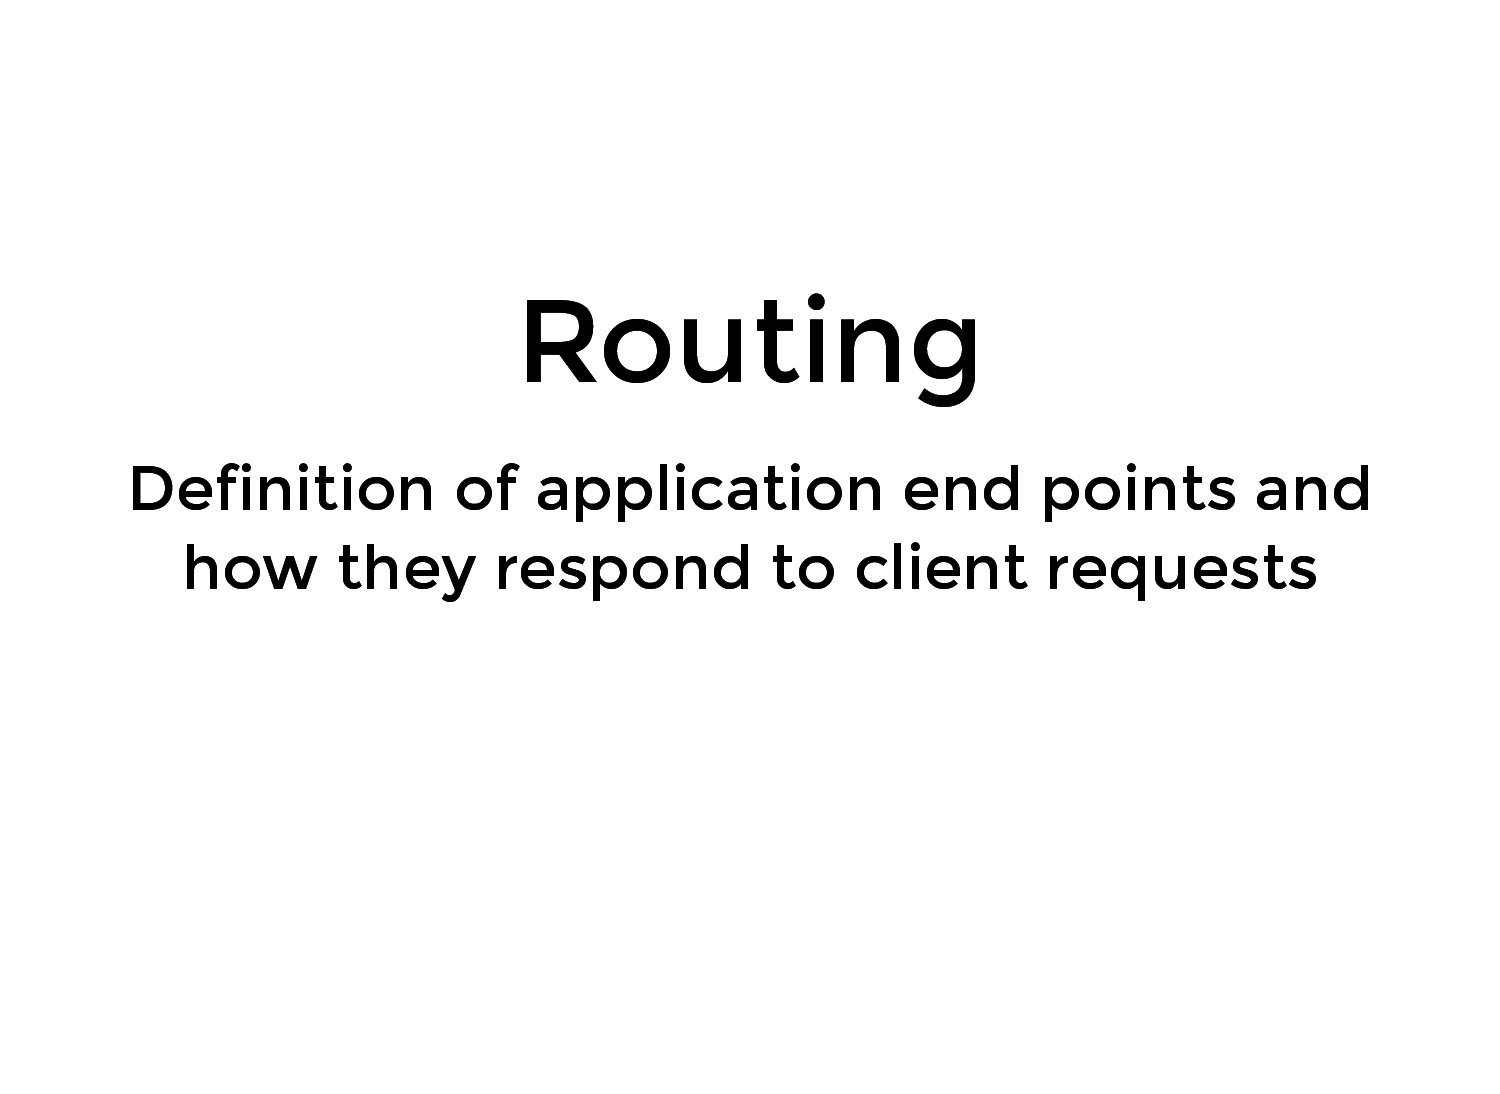 Routing
Definition of application end points and
how they respond to client requests